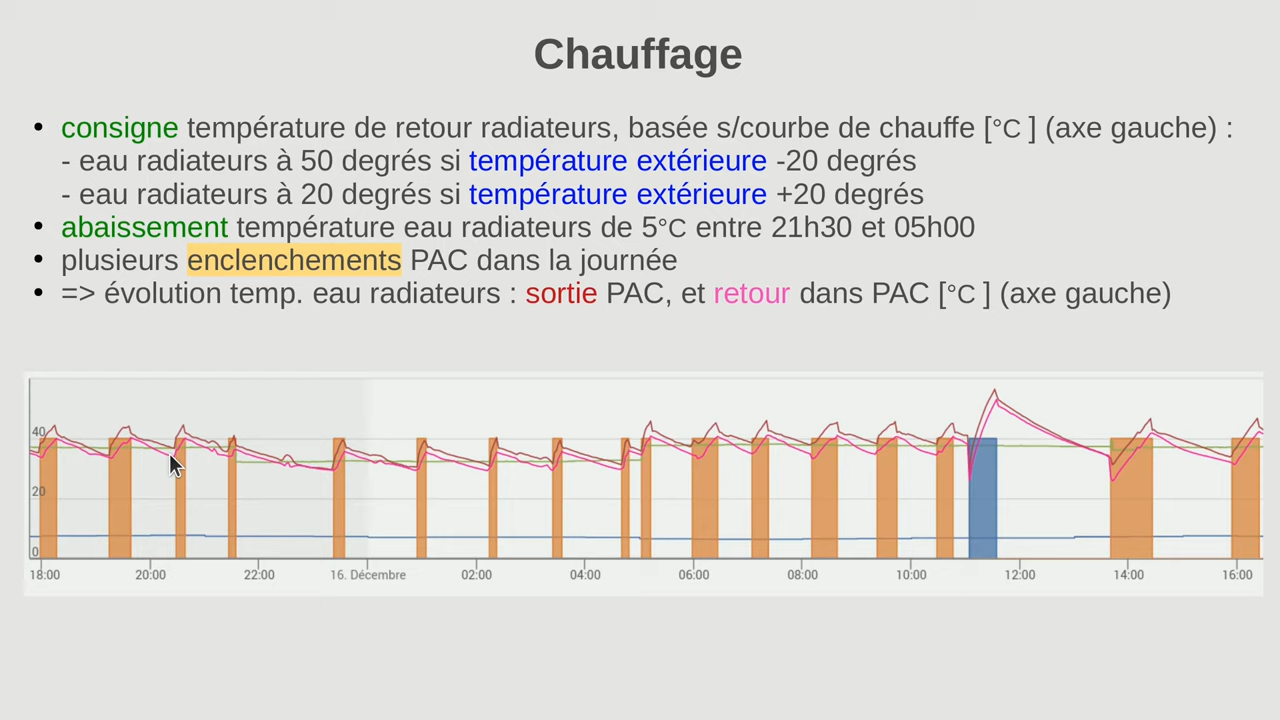 Chauffage
• consigne température de retour radiateurs, basée s/courbe de chauffe [°C ] (axe gauche) :
- eau radiateurs à 50 degrés si température extérieure -20 degrés
- eau radiateurs à 20 degrés si température extérieure +20 degrés
• abaissement température eau radiateurs de 5°C entre 21h30 et 05h00
• plusieurs enclenchements PAC dans la journée
• => évolution temp. eau radiateurs : sortie PAC, et retour dans PAC [°C ] (axe gauche)
40
20
0
18:00 20:00 22:00 16. Décembre 02:00 04:00 06:00 08:00 10:00 12:00 14:00 16:00